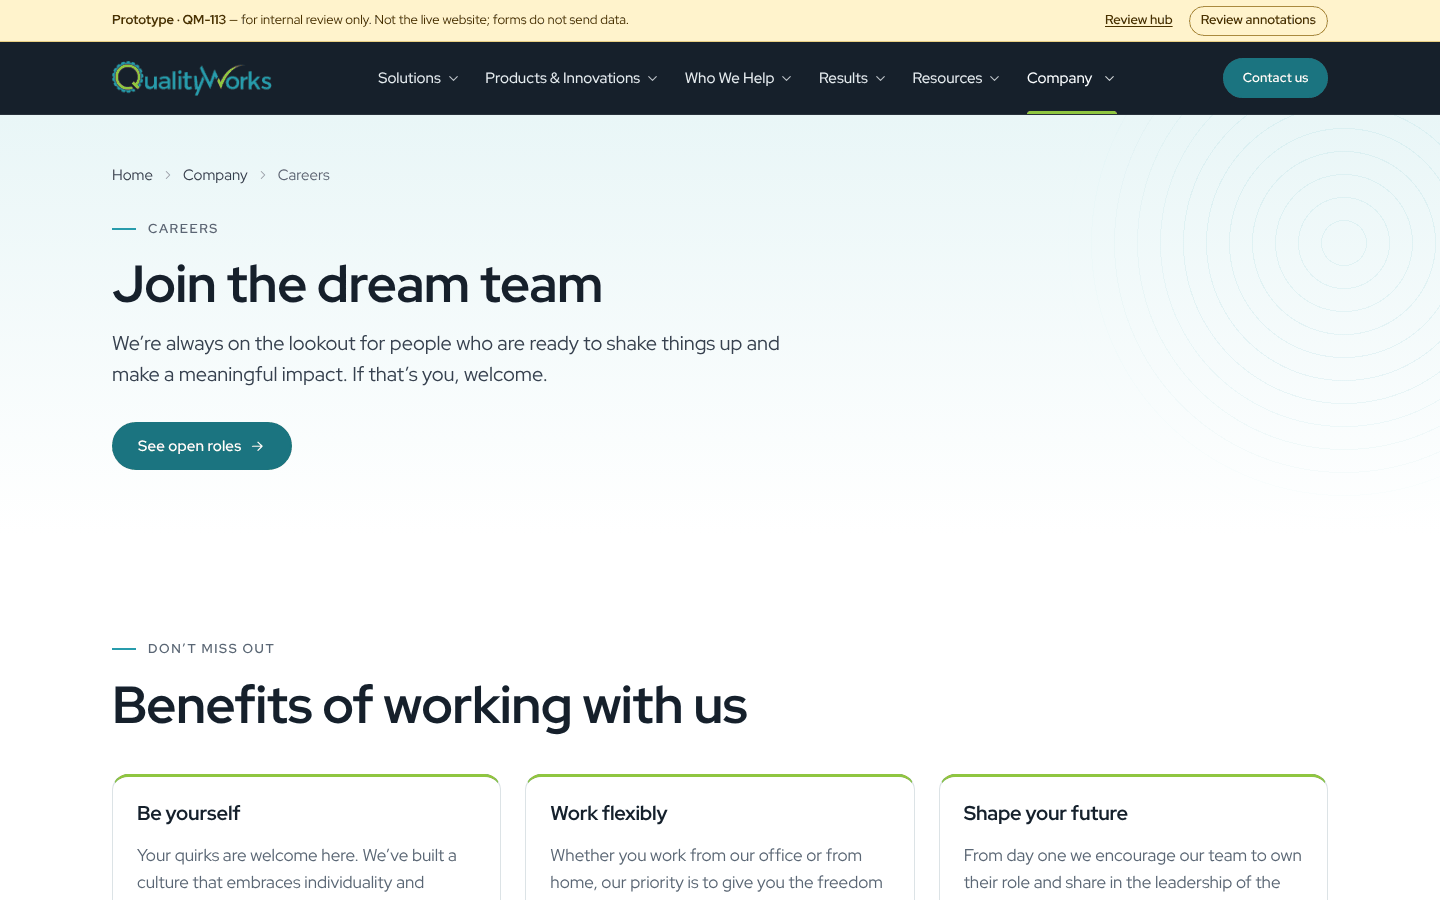 Prototype · QM-113 — for internal review only. Not the live website; forms do not send data.
Review hub
Review annotations
QualityWorks
Solutions
Products & Innovations
Who We Help
Results
Resources
Company
Contact us
Home
Company
Careers
CAREERS
Join the dream team
We’re always on the lookout for people who are ready to shake things up and
make a meaningful impact. If that’s you, welcome.
See open roles →
DON’T MISS OUT
Benefits of working with us
Be yourself
Your quirks are welcome here. We’ve built a
culture that embraces individuality and
Work flexibly
Whether you work from our office or from
home, our priority is to give you the freedom
Shape your future
From day one we encourage our team to own
their role and share in the leadership of the